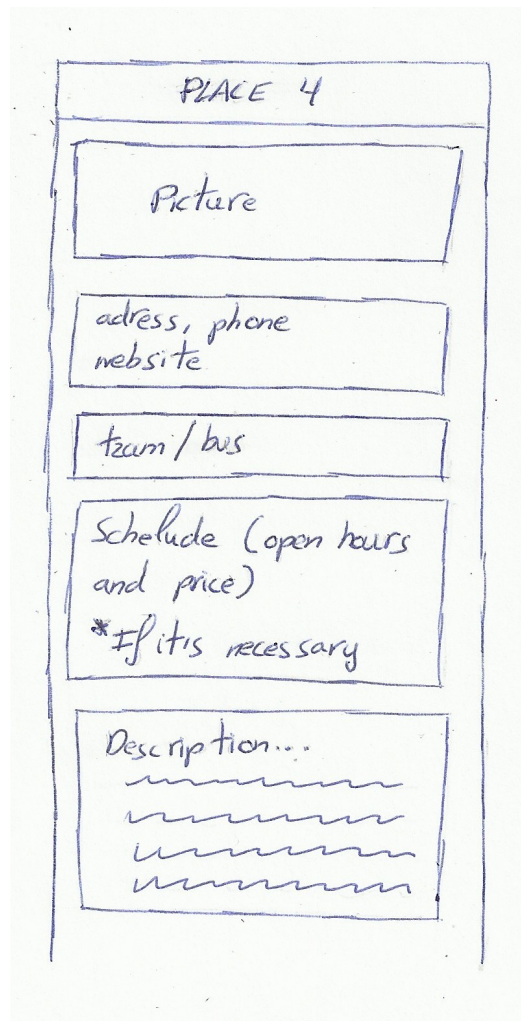 PLACE 4
Picture
adress, phone
website
tram / bus
Schelude (open hours
and price)
*If it is necessary
Description...